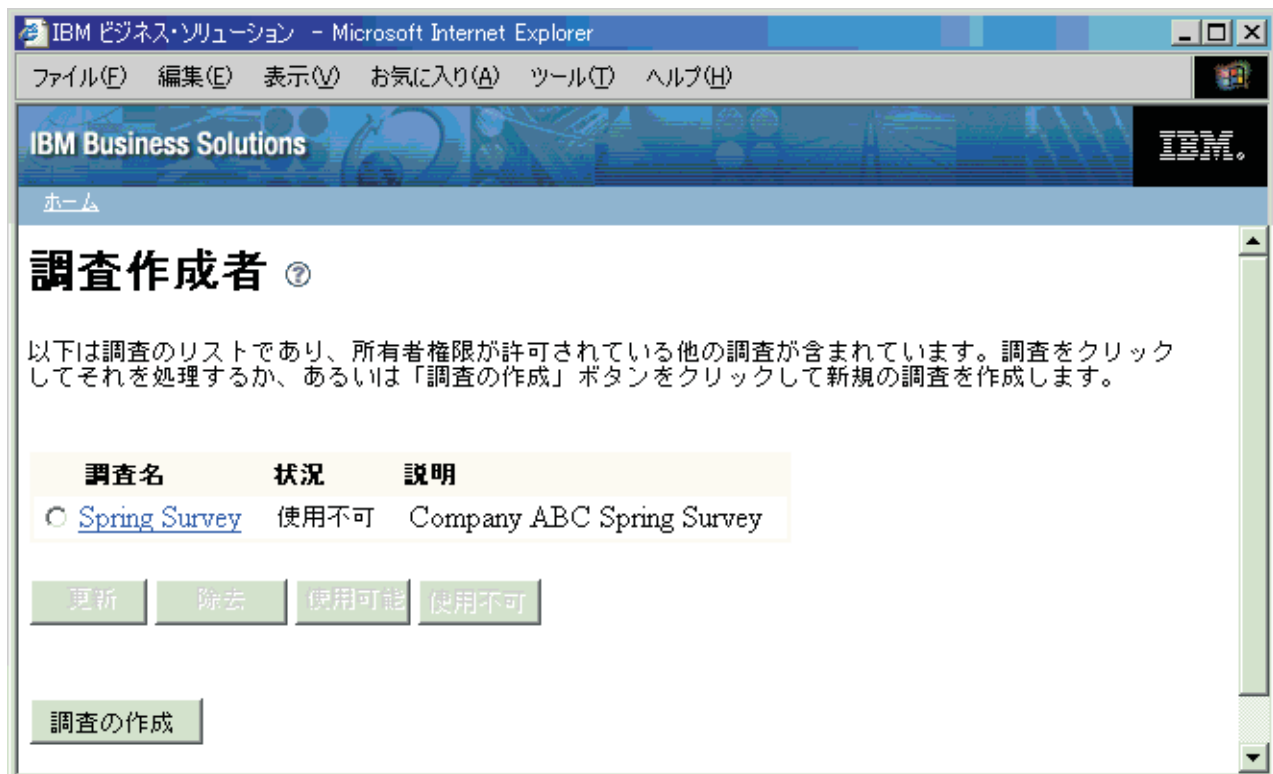 IBM ビジネス・ソリューション - Microsoft Internet Explorer
ファイル(F) 編集(E) 表示(V) お気に入り(A) ツール(T) ヘルプ(H)
IBM Business Solutions
IBM.
ホーム
調査作成者 ?
以下は調査のリストであり、所有者権限が許可されている他の調査が含まれています。調査をクリック
してそれを処理するか、あるいは「調査の作成」ボタンをクリックして新規の調査を作成します。
調査名 状況 説明
Spring Survey 使用不可 Company ABC Spring Survey
更新 除去 使用可能 使用不可
調査の作成